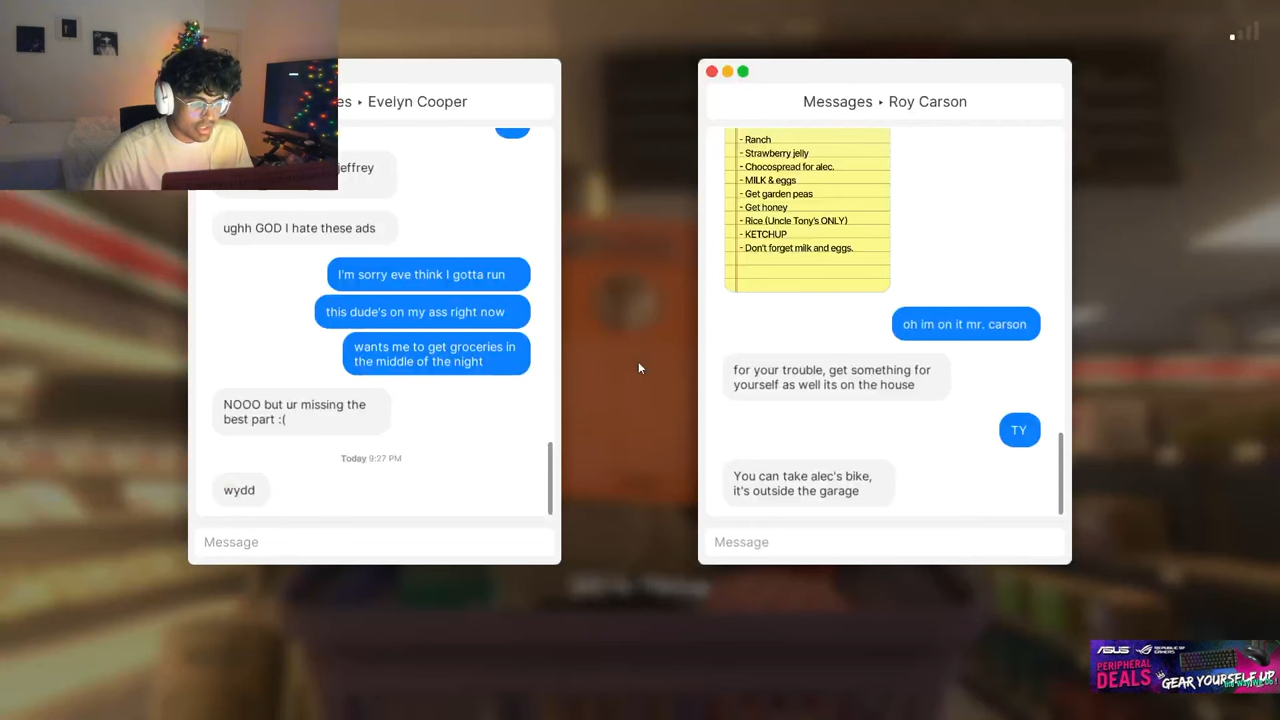 es ▸ Evelyn Cooper
jeffrey
ughh GOD I hate these ads
I'm sorry eve think I gotta run
this dude's on my ass right now
wants me to get groceries in
the middle of the night
NOOO but ur missing the
best part :(
Today 9:27 PM
wydd
Message
Messages ▸ Roy Carson
- Ranch
- Strawberry jelly
- Chocospread for alec.
- MILK & eggs
- Get garden peas
- Get honey
- Rice (Uncle Tony's ONLY)
- KETCHUP
- Don't forget milk and eggs.
oh im on it mr. carson
for your trouble, get something for
yourself as well its on the house
TY
You can take alec's bike,
it's outside the garage
Message
ASUS REPUBLIC OF GAMERS
PERIPHERAL
DEALS
GEAR YOURSELF UP